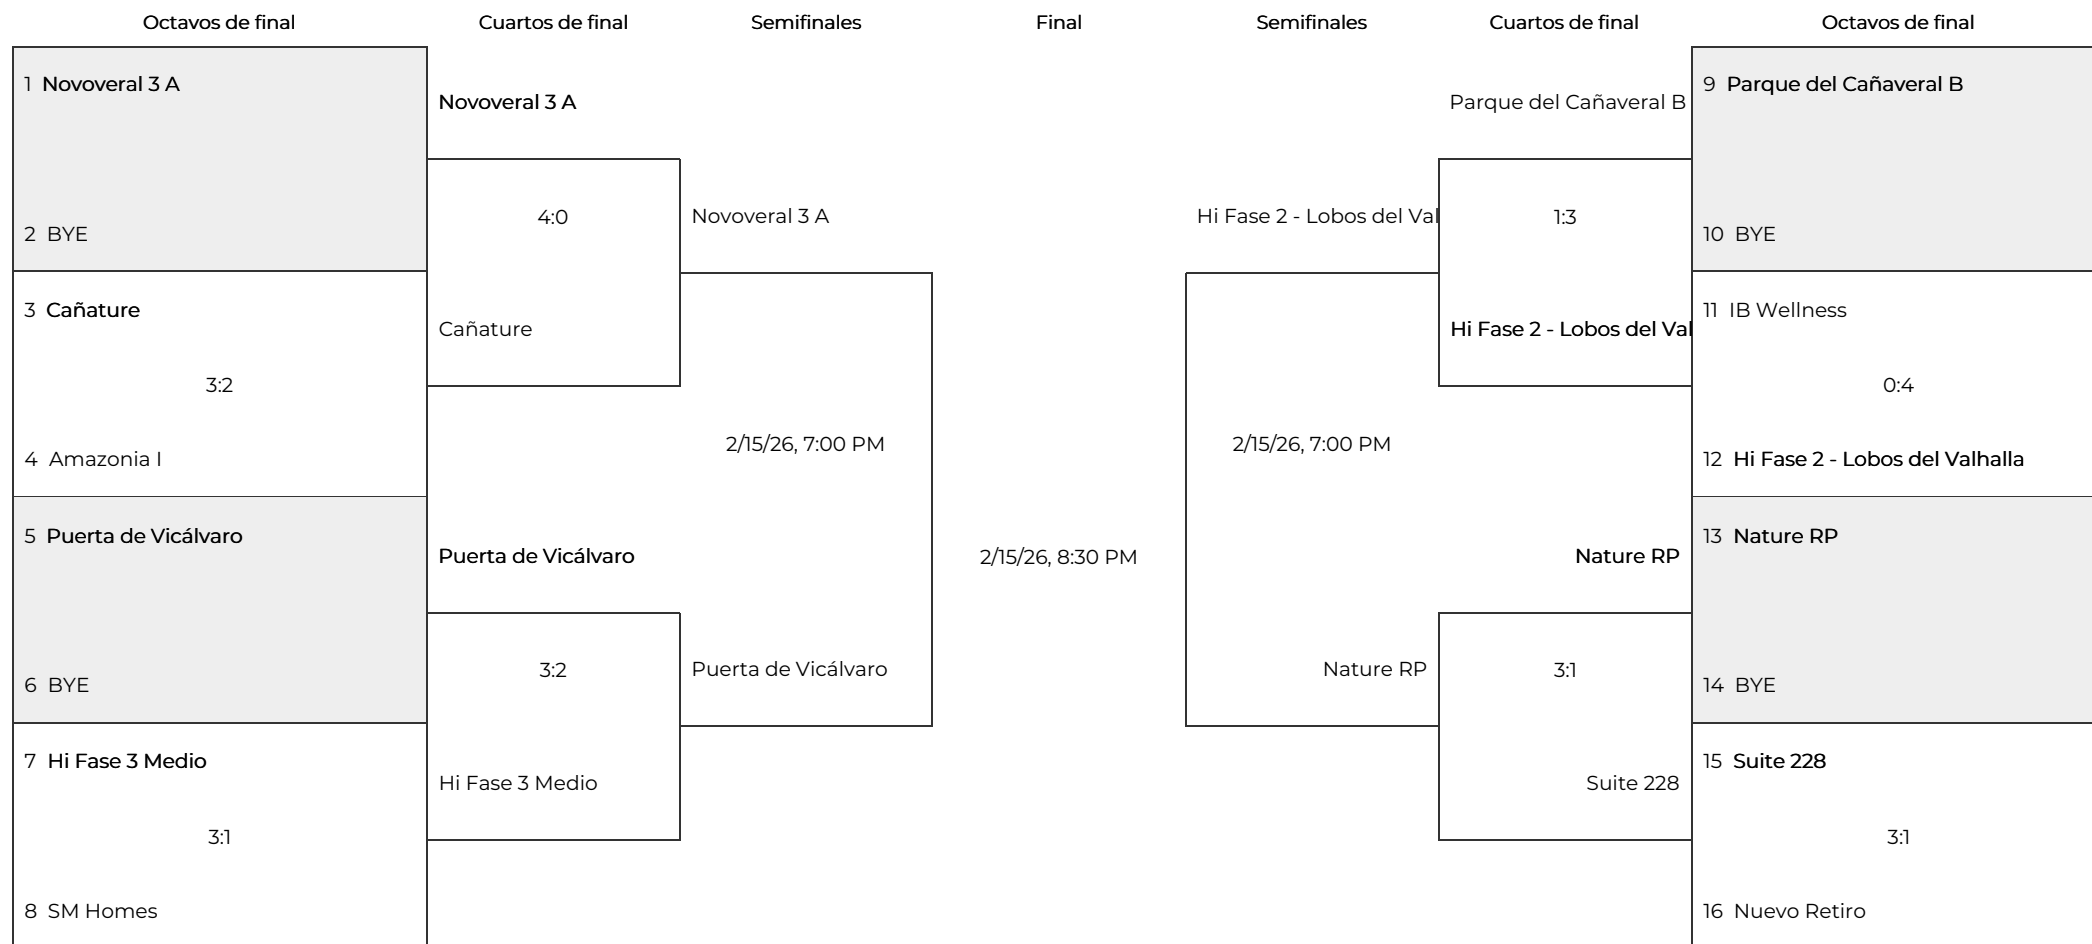 Octavos de final
Cuartos de final
Semifinales
Final
Semifinales
Cuartos de final
Octavos de final
1 Novoveral 3 A
2 BYE
3 Cañature
3:2
4 Amazonia I
5 Puerta de Vicálvaro
6 BYE
7 Hi Fase 3 Medio
3:1
8 SM Homes
Novoveral 3 A
4:0
Cañature
Puerta de Vicálvaro
3:2
Hi Fase 3 Medio
Novoveral 3 A
2/15/26, 7:00 PM
Puerta de Vicálvaro
2/15/26, 8:30 PM
Hi Fase 2 - Lobos del Val
2/15/26, 7:00 PM
Nature RP
Parque del Cañaveral B
1:3
Hi Fase 2 - Lobos del Val
Nature RP
3:1
Suite 228
9 Parque del Cañaveral B
10 BYE
11 IB Wellness
0:4
12 Hi Fase 2 - Lobos del Valhalla
13 Nature RP
14 BYE
15 Suite 228
3:1
16 Nuevo Retiro